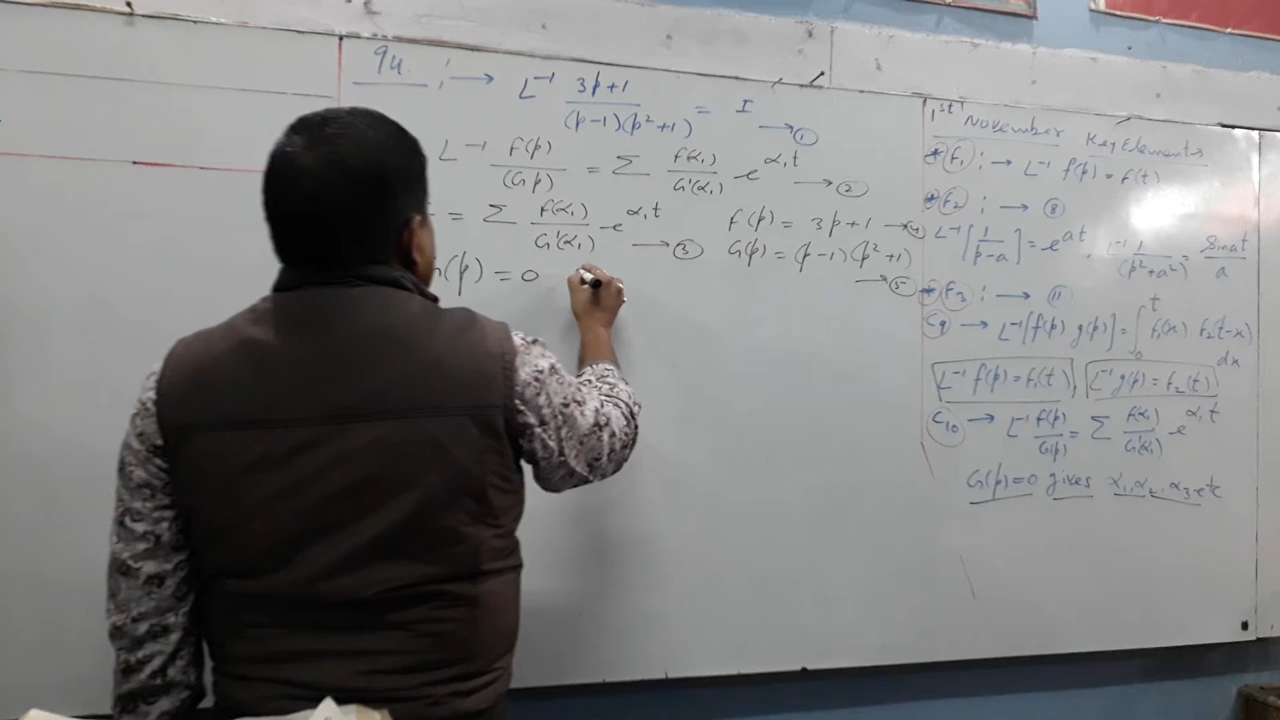 94. : → L⁻¹ (3p+1)/((p-1)(p²+1)) = I → ①
L⁻¹ F(p)/(G(p) = Σ F(α₁)/G'(α₁) e^(α₁t) → ②
= Σ F(α₁)/G'(α₁) e^(α₁t) → ③
F(p) = 3p+1 → ④
G(p) = (p-1)(p²+1) → ⑤
G(p) = 0
1st November Key Elements
* F₁ : → L⁻¹ f(p) = F(t)
* F₂ : → ⑧
L⁻¹[1/(p-a)] = e^(at), L⁻¹ 1/(p²+a²) = Sinat/a
* F₃ : → ⑪
C9 → L⁻¹[f(p) g(p)] = ∫₀ᵗ F₁(x) F₂(t-x) dx
L⁻¹ f(p) = F₁(t), L⁻¹ g(p) = F₂(t)
C10 → L⁻¹ F(p)/G(p) = Σ F(α₁)/G'(α₁) e^(α₁t)
G(p)=0 gives α₁, α₂, α₃ etc